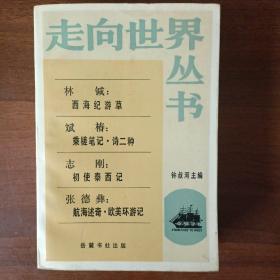 走向世界
丛书
林 鍼：
西海纪游草
斌 椿：
乘槎笔记·诗二种
志 刚：
初使泰西记
张德彝：
航海述奇·欧美环游记
钟叔河主编
岳麓书社出版